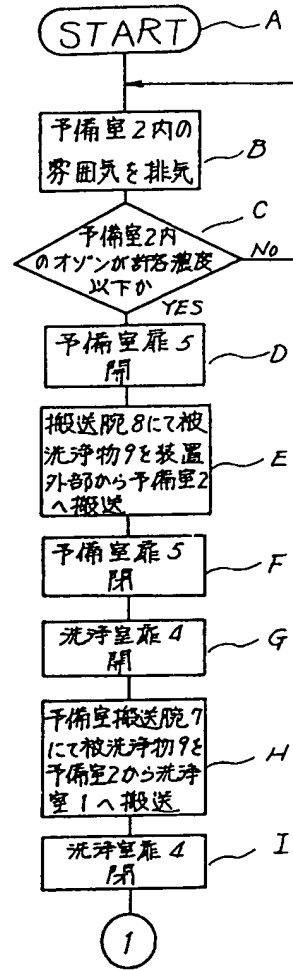 START
A
予備室2内の
雰囲気を排気
B
C
予備室2内
のオゾンが許容濃度
以下か
NO
YES
予備室扉5
開
D
搬送腕8にて被
洗浄物9を装置
外部から予備室2
へ搬送
E
予備室扉5
閉
F
洗浄室扉4
開
G
予備室搬送腕7
にて被洗浄物9を
予備室2から洗浄
室1へ搬送
H
洗浄室扉4
閉
I
1